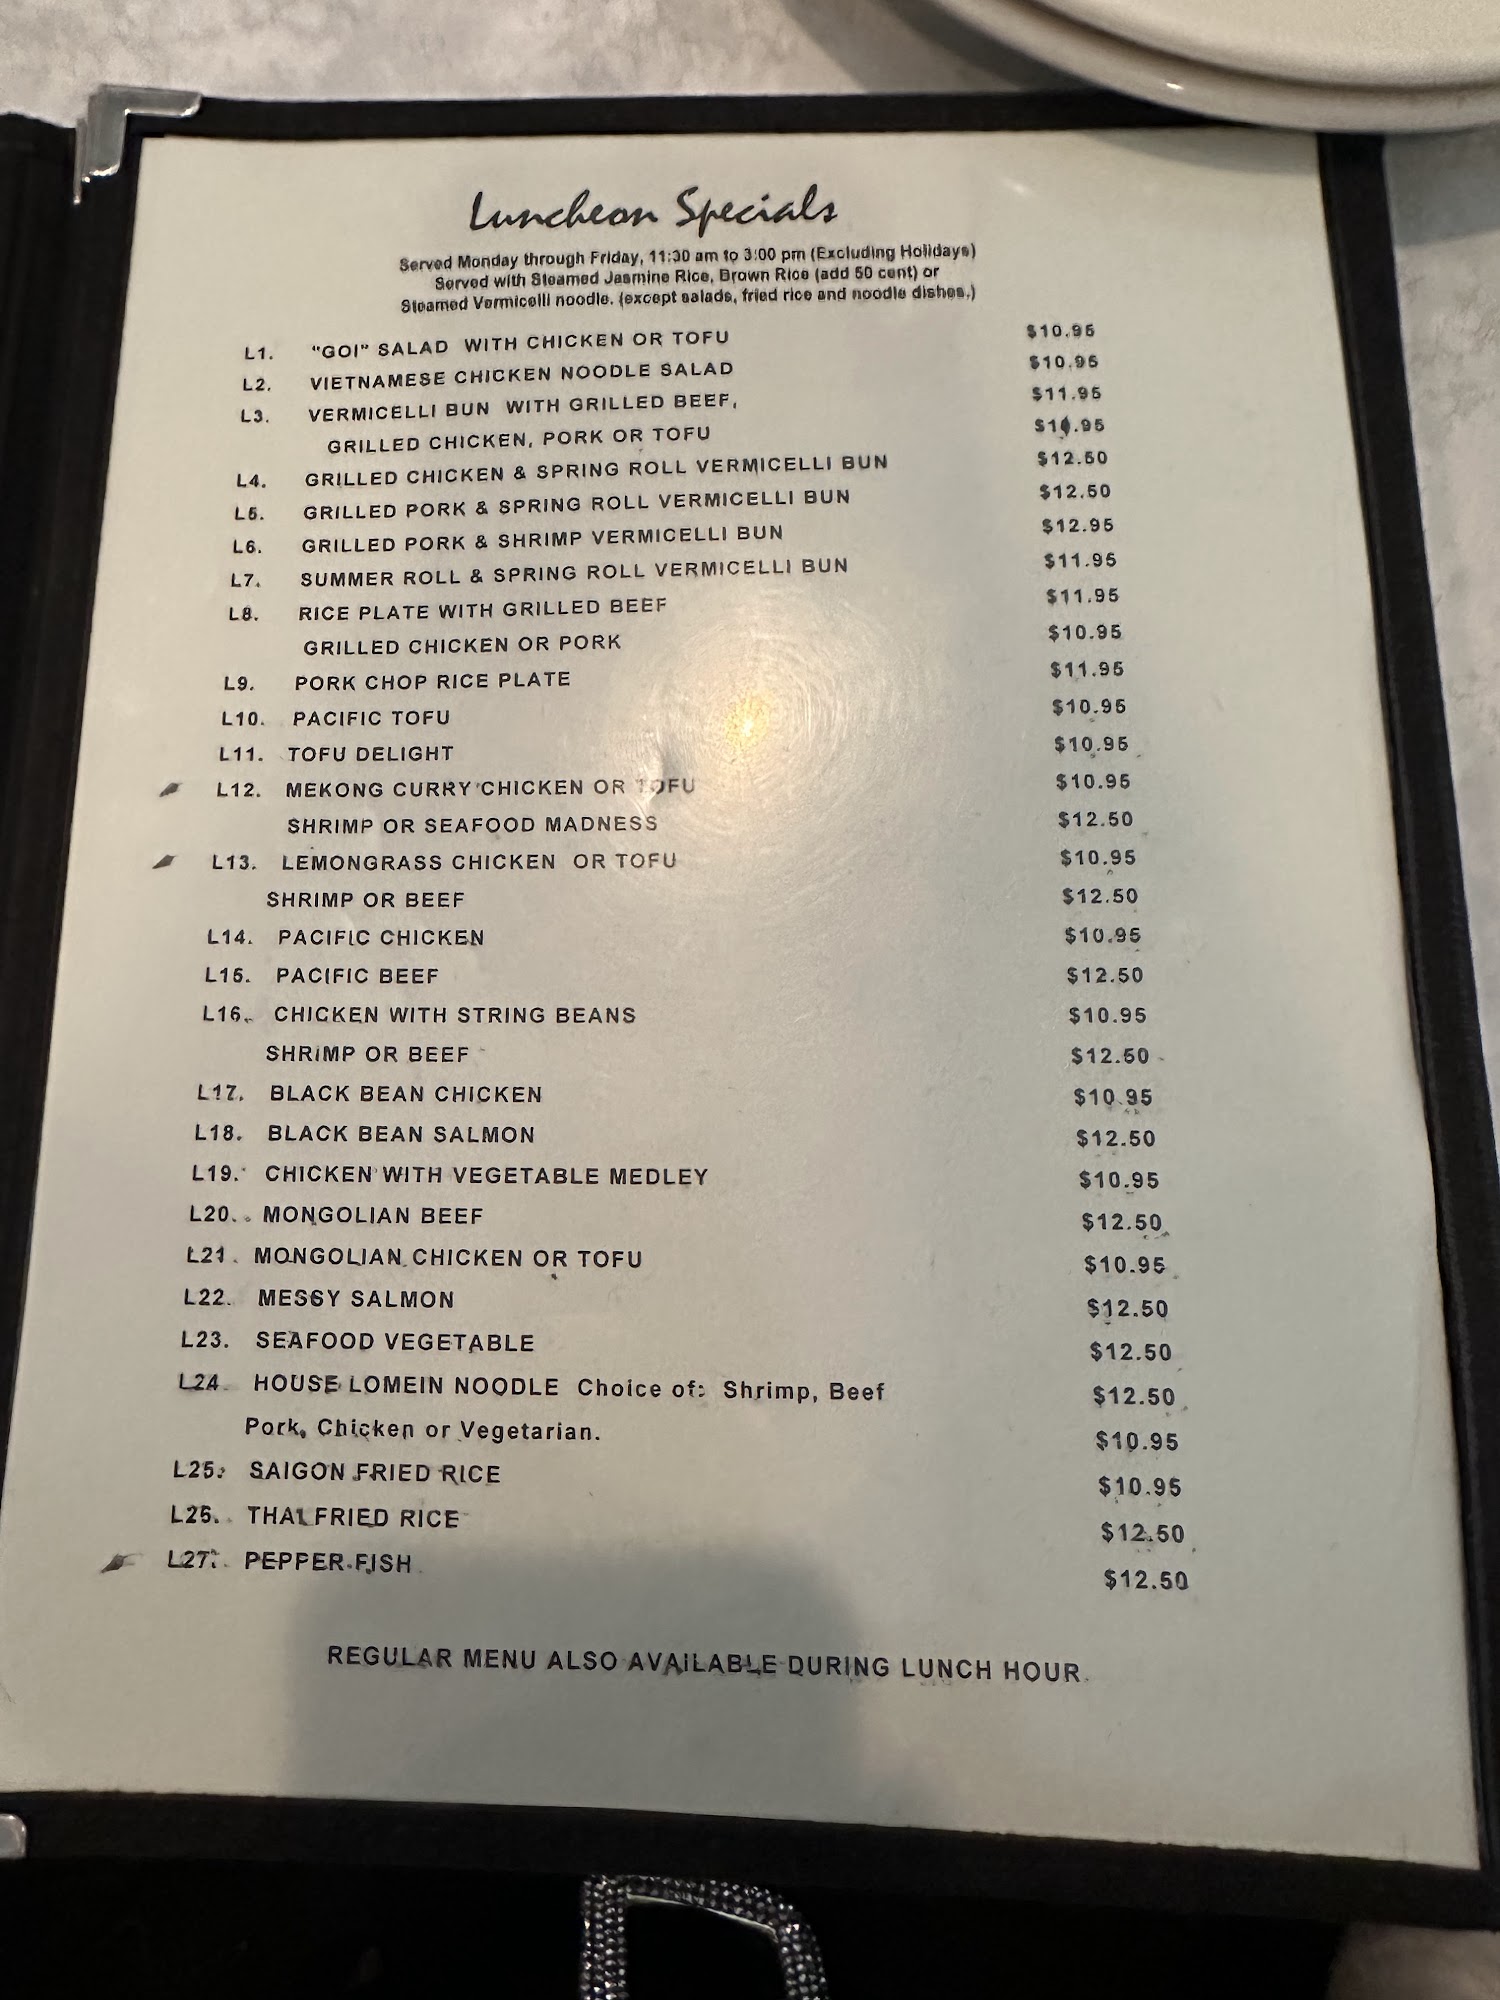 Luncheon Specials
Served Monday through Friday, 11:30 am to 3:00 pm (Excluding Holidays)
Served with Steamed Jasmine Rice, Brown Rice (add 50 cent) or
Steamed Vermicelli noodle. (except salads, fried rice and noodle dishes.)
L1. "GOI" SALAD WITH CHICKEN OR TOFU $10.95
L2. VIETNAMESE CHICKEN NOODLE SALAD $10.95
L3. VERMICELLI BUN WITH GRILLED BEEF, $11.95
GRILLED CHICKEN, PORK OR TOFU $10.95
L4. GRILLED CHICKEN & SPRING ROLL VERMICELLI BUN $12.50
L5. GRILLED PORK & SPRING ROLL VERMICELLI BUN $12.50
L6. GRILLED PORK & SHRIMP VERMICELLI BUN $12.95
L7. SUMMER ROLL & SPRING ROLL VERMICELLI BUN $11.95
L8. RICE PLATE WITH GRILLED BEEF $11.95
GRILLED CHICKEN OR PORK $10.95
L9. PORK CHOP RICE PLATE $11.95
L10. PACIFIC TOFU $10.95
L11. TOFU DELIGHT $10.95
L12. MEKONG CURRY CHICKEN OR TOFU $10.95
SHRIMP OR SEAFOOD MADNESS $12.50
L13. LEMONGRASS CHICKEN OR TOFU $10.95
SHRIMP OR BEEF $12.50
L14. PACIFIC CHICKEN $10.95
L15. PACIFIC BEEF $12.50
L16. CHICKEN WITH STRING BEANS $10.95
SHRIMP OR BEEF $12.50
L17. BLACK BEAN CHICKEN $10.95
L18. BLACK BEAN SALMON $12.50
L19. CHICKEN WITH VEGETABLE MEDLEY $10.95
L20. MONGOLIAN BEEF $12.50
L21. MONGOLIAN CHICKEN OR TOFU $10.95
L22. MESSY SALMON $12.50
L23. SEAFOOD VEGETABLE $12.50
L24. HOUSE LOMEIN NOODLE Choice of: Shrimp, Beef $12.50
Pork, Chicken or Vegetarian. $10.95
L25. SAIGON FRIED RICE $10.95
L26. THAI FRIED RICE $12.50
L27. PEPPER FISH $12.50
REGULAR MENU ALSO AVAILABLE DURING LUNCH HOUR.